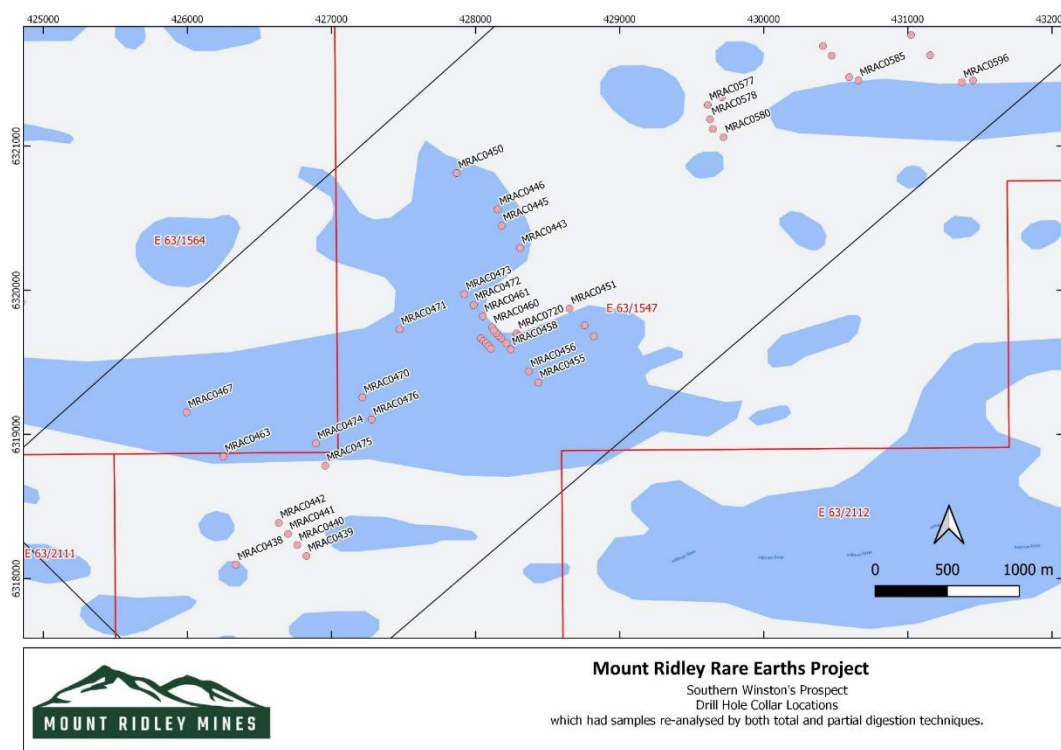 425000 426000 427000 428000 429000 430000 431000 43200
MRAC0585
MRAC0596
MRAC0577
MRAC0578
MRAC0580
6321000
MRAC0450
MRAC0446
MRAC0445
E 63/1564
MRAC0443
6320000
MRAC0473
MRAC0472
MRAC0461
MRAC0460
MRAC0451
E 63/1547
MRAC0471
MRAC0720
MRAC0458
MRAC0456
MRAC0455
MRAC0470
MRAC0467
MRAC0476
6319000
MRAC0474
MRAC0463
MRAC0475
MRAC0442
MRAC0441
MRAC0440
MRAC0439
MRAC0438
E 63/2112
E 63/2111
6318000
0 500 1000 m
Mount Ridley Rare Earths Project
Southern Winston's Prospect
Drill Hole Collar Locations
which had samples re-analysed by both total and partial digestion techniques.
MOUNT RIDLEY MINES